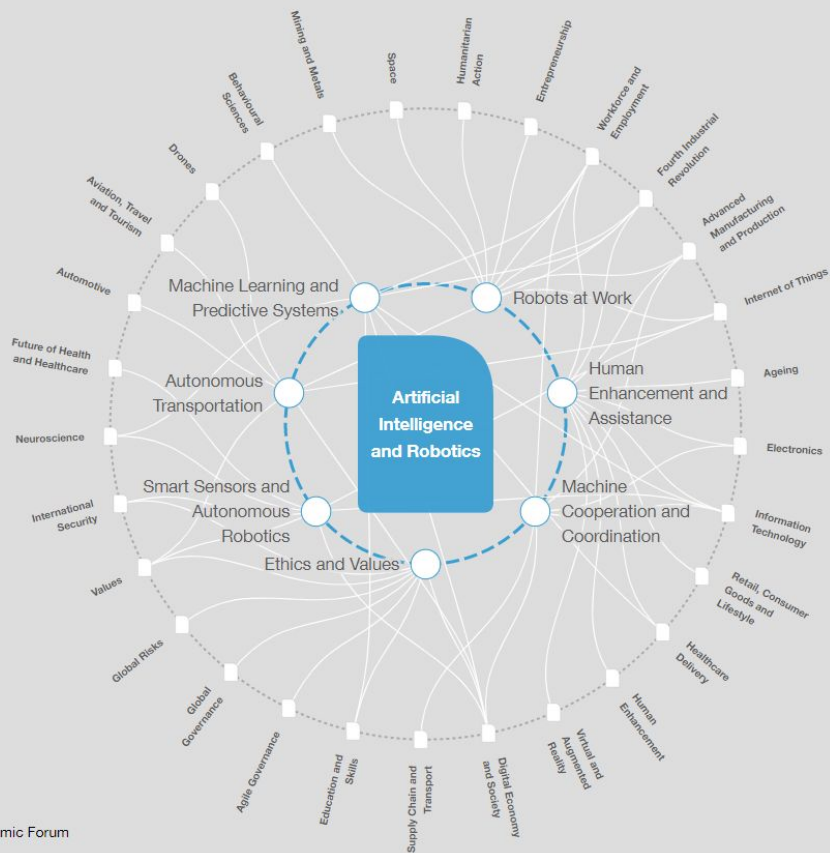 Mining and Metals
Space
Humanitarian
Action
Entrepreneurship
Workforce and
Employment
Fourth Industrial
Revolution
Advanced
Manufacturing
and Production
Internet of Things
Ageing
Electronics
Information
Technology
Retail, Consumer
Goods and
Lifestyle
Healthcare
Delivery
Human
Enhancement
Virtual and
Augmented
Reality
Digital Economy
and Society
Supply Chain and
Transport
Education and
Skills
Agile Governance
Global
Governance
Global Risks
Values
International
Security
Neuroscience
Future of Health
and Healthcare
Automotive
Aviation, Travel
and Tourism
Drones
Behavioural
Sciences
Machine Learning and
Predictive Systems
Robots at Work
Human
Enhancement and
Assistance
Machine
Cooperation and
Coordination
Ethics and Values
Smart Sensors and
Autonomous
Robotics
Autonomous
Transportation
Artificial
Intelligence
and Robotics
mic Forum